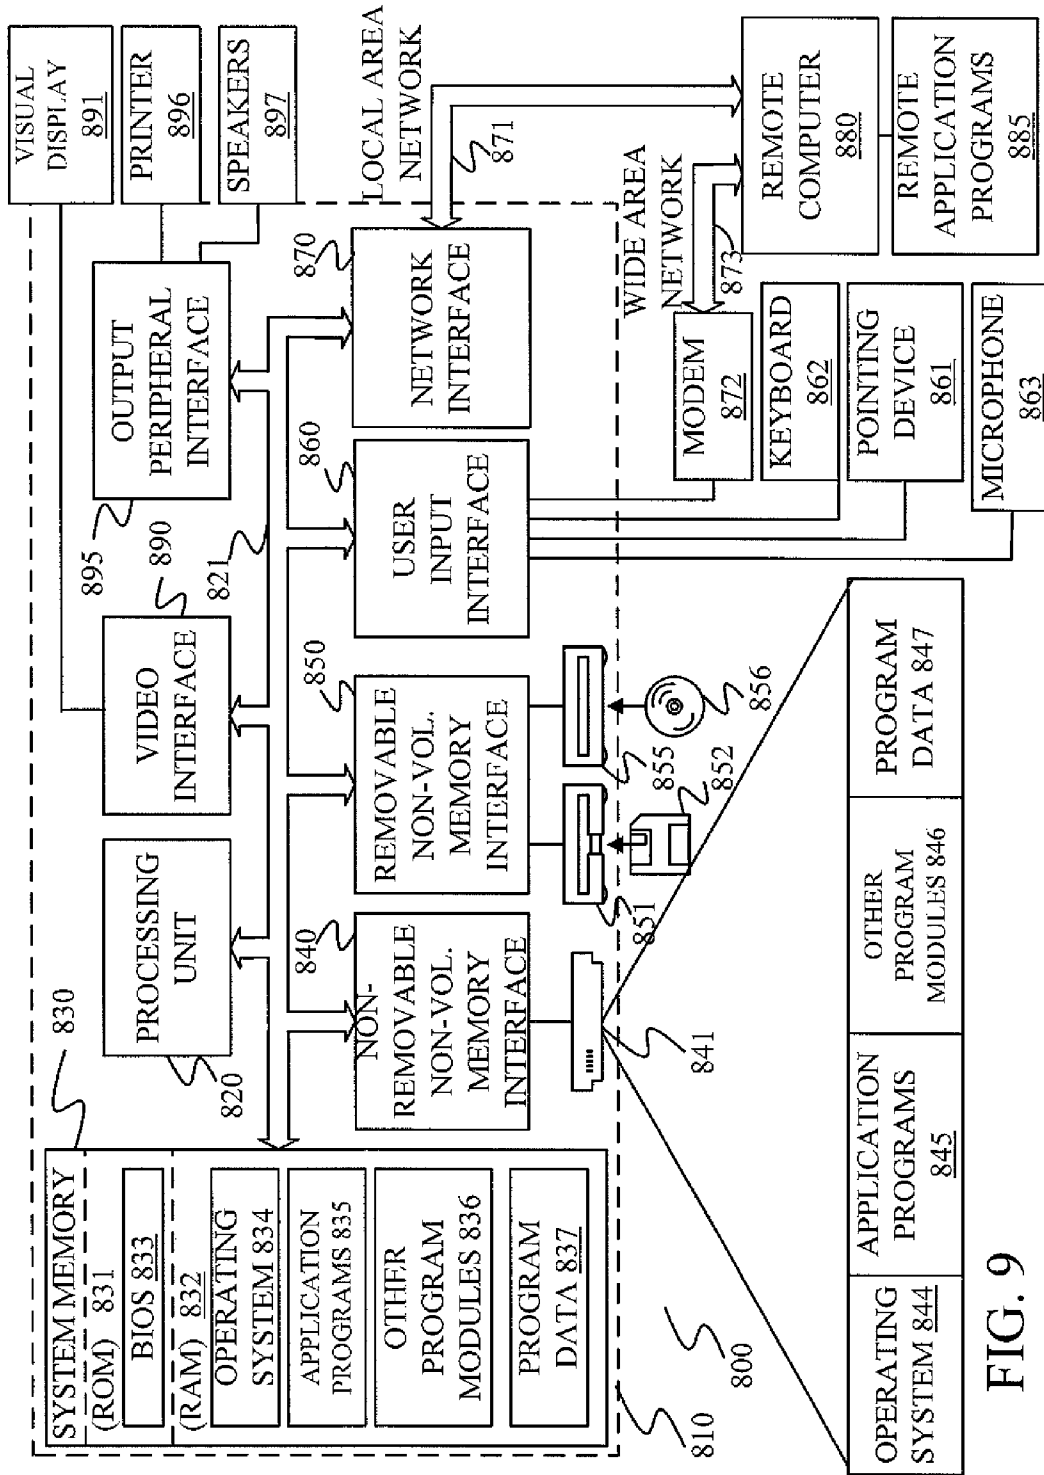 SYSTEM MEMORY
(ROM) 831
BIOS 833
(RAM) 832
OPERATING
SYSTEM 834
APPLICATION
PROGRAMS 835
OTHER
PROGRAM
MODULES 836
PROGRAM
DATA 837
830
PROCESSING
UNIT
820
VIDEO
INTERFACE
890
821
OUTPUT
PERIPHERAL
INTERFACE
895
VISUAL
DISPLAY
891
PRINTER
896
SPEAKERS
897
NON-
REMOVABLE
NON-VOL.
MEMORY
INTERFACE
840
REMOVABLE
NON-VOL.
MEMORY
INTERFACE
850
USER
INPUT
INTERFACE
860
NETWORK
INTERFACE
870
LOCAL AREA
NETWORK
871
841
851
852
855
856
WIDE AREA
NETWORK
873
MODEM
872
KEYBOARD
862
POINTING
DEVICE
861
MICROPHONE
863
REMOTE
COMPUTER
880
REMOTE
APPLICATION
PROGRAMS
885
810
800
OPERATING
SYSTEM 844
APPLICATION
PROGRAMS
845
OTHER
PROGRAM
MODULES 846
PROGRAM
DATA 847
FIG. 9